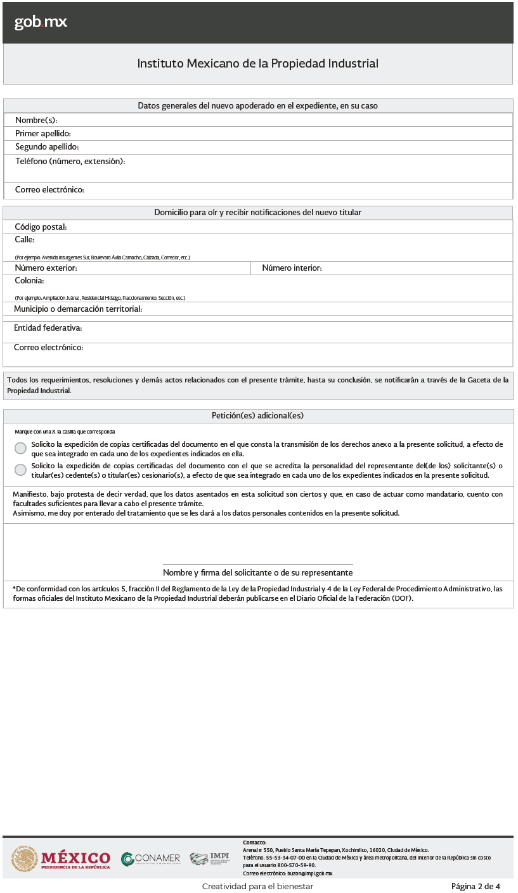 gob.mx
Instituto Mexicano de la Propiedad Industrial
Datos generales del nuevo apoderado en el expediente, en su caso
Nombre(s):
Primer apellido:
Segundo apellido:
Teléfono (número, extensión):
Correo electrónico:
Domicilio para oír y recibir notificaciones del nuevo titular
Código postal:
Calle:
(Por ejemplo: Avenida Insurgentes Sur, Boulevard Ávila Camacho, Calzada, Corredor, etc.)
Número exterior:
Número interior:
Colonia:
(Por ejemplo: Ampliación Juárez, Residencial Hidalgo, Fraccionamiento, Sección, etc.)
Municipio o demarcación territorial:
Entidad federativa:
Correo electrónico:
Todos los requerimientos, resoluciones y demás actos relacionados con el presente trámite, hasta su conclusión, se notificarán a través de la Gaceta de la
Propiedad Industrial.
Petición(es) adicional(es)
Marque con una X la casilla que corresponda
Solicito la expedición de copias certificadas del documento en el que consta la transmisión de los derechos anexo a la presente solicitud, a efecto de
que sea integrado en cada uno de los expedientes indicados en ella.
Solicito la expedición de copias certificadas del documento con el que se acredita la personalidad del representante del(de los) solicitante(s) o
titular(es) cedente(s) o titular(es) cesionario(s), a efecto de que sea integrado en cada uno de los expedientes indicados en la presente solicitud.
Manifiesto, bajo protesta de decir verdad, que los datos asentados en esta solicitud son ciertos y que, en caso de actuar como mandatario, cuento con
facultades suficientes para llevar a cabo el presente trámite.
Asimismo, me doy por enterado del tratamiento que se les dará a los datos personales contenidos en la presente solicitud.
Nombre y firma del solicitante o de su representante
*De conformidad con los artículos 5, fracción II del Reglamento de la Ley de la Propiedad Industrial y 4 de la Ley Federal de Procedimiento Administrativo, las
formas oficiales del Instituto Mexicano de la Propiedad Industrial deberán publicarse en el Diario Oficial de la Federación (DOF).
MÉXICO
PRESIDENCIA DE LA REPÚBLICA
CONAMER
IMPI
Contacto:
Arenal # 550, Pueblo Santa María Tepepan, Xochimilco, 16020, Ciudad de México.
Teléfono: 55-53-34-07-00 en la Ciudad de México y área metropolitana, del interior de la República sin costo
para el usuario 800-570-59-90.
Correo electrónico: buzon@impi.gob.mx
Creatividad para el bienestar
Página 2 de 4